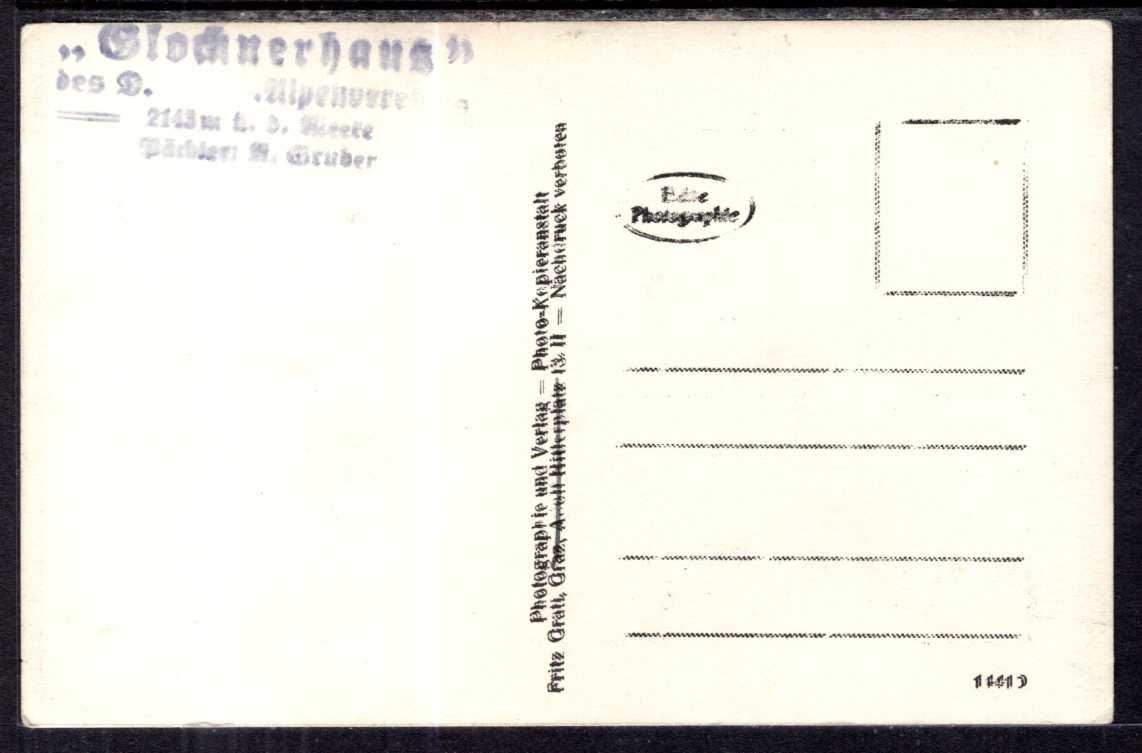 „Glocknerhaus"
des D. Alpenvereins
2143 m ü. d. Meere
Pächter: A. Gruber
Photographie und Verlag — Photo-Kopieranstalt
Fritz Gratl, Graz, Adolf Hitlerplatz 13. II — Nachdruck verboten
Echte
Photographie